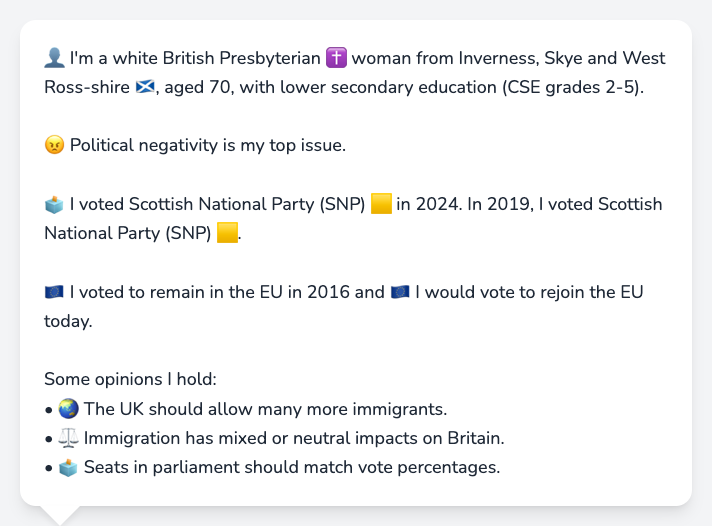 👤 I'm a white British Presbyterian ✝️ woman from Inverness, Skye and West
Ross-shire 🏴󠁧󠁢󠁳󠁣󠁴󠁿, aged 70, with lower secondary education (CSE grades 2-5).
😠 Political negativity is my top issue.
🗳️ I voted Scottish National Party (SNP) 🟨 in 2024. In 2019, I voted Scottish
National Party (SNP) 🟨.
🇪🇺 I voted to remain in the EU in 2016 and 🇪🇺 I would vote to rejoin the EU
today.
Some opinions I hold:
• 🌏 The UK should allow many more immigrants.
• ⚖️ Immigration has mixed or neutral impacts on Britain.
• 🗳️ Seats in parliament should match vote percentages.